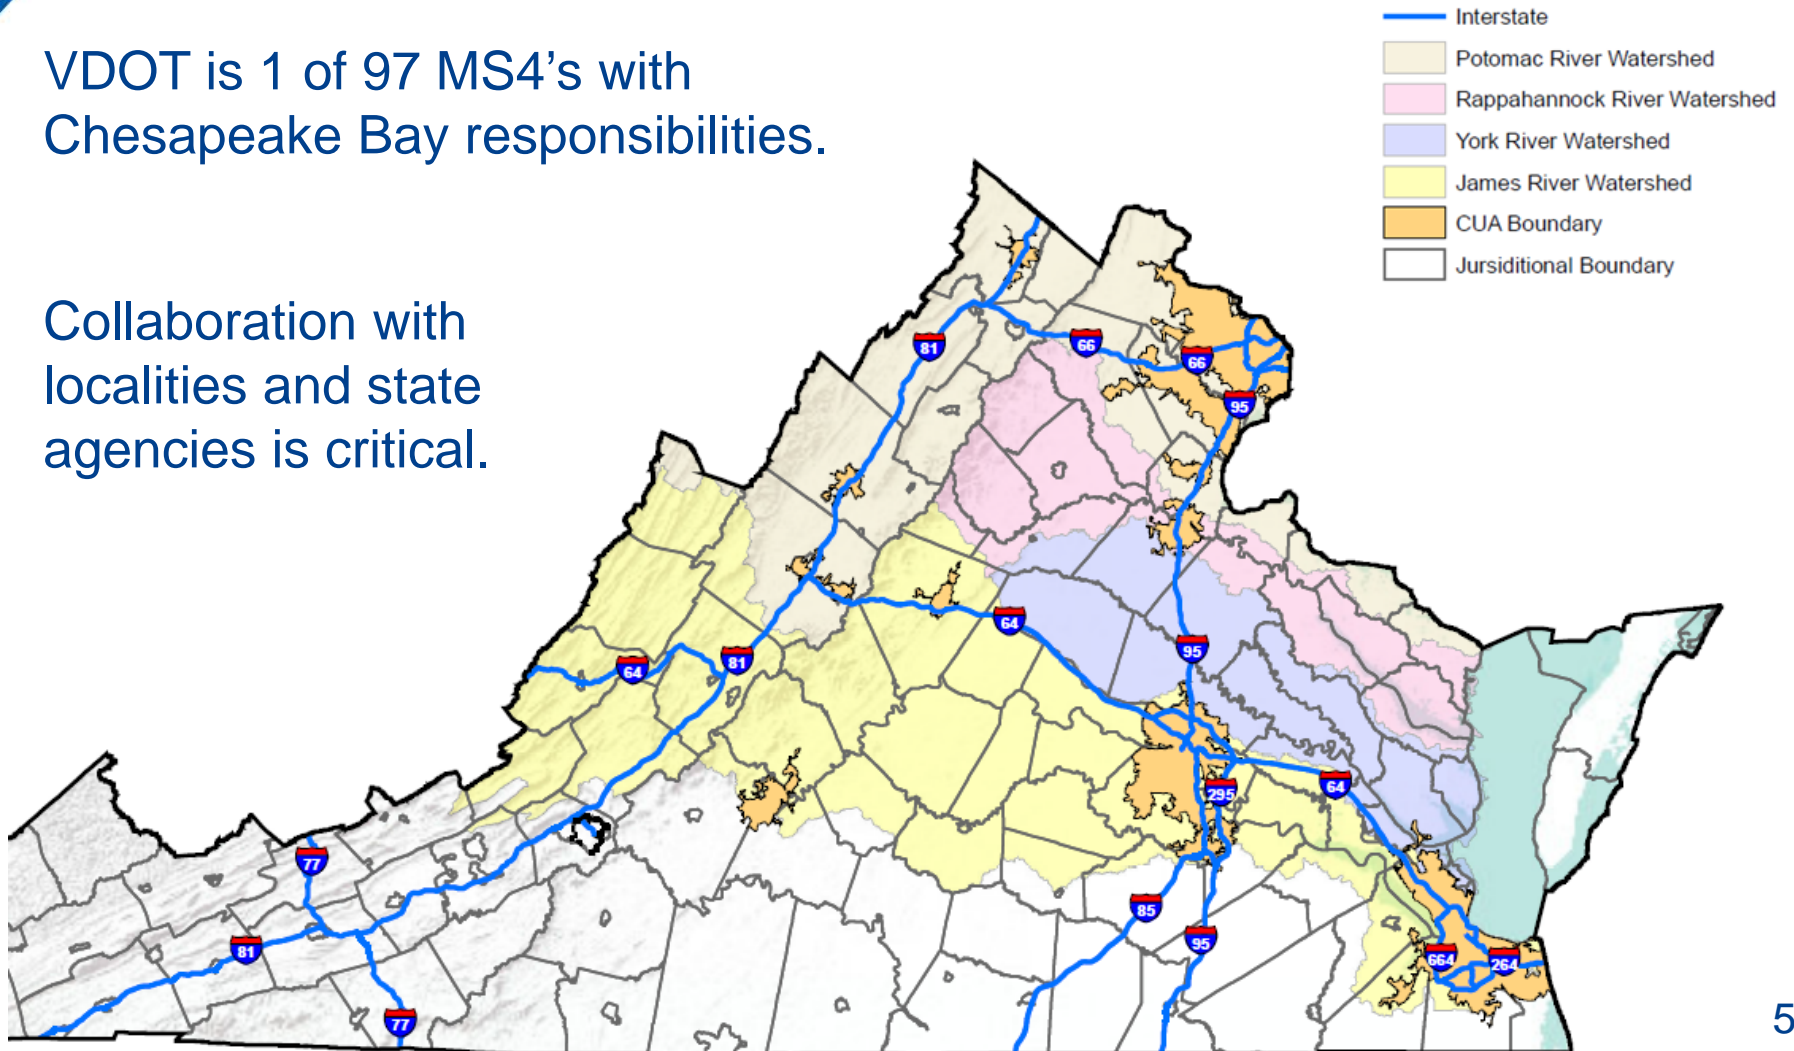 VDOT is 1 of 97 MS4’s with
Chesapeake Bay responsibilities.
Collaboration with
localities and state
agencies is critical.
Interstate
Potomac River Watershed
Rappahannock River Watershed
York River Watershed
James River Watershed
CUA Boundary
Jursiditional Boundary
81
66
66
95
64
95
81
64
295
64
77
85
95
81
664
264
77
5